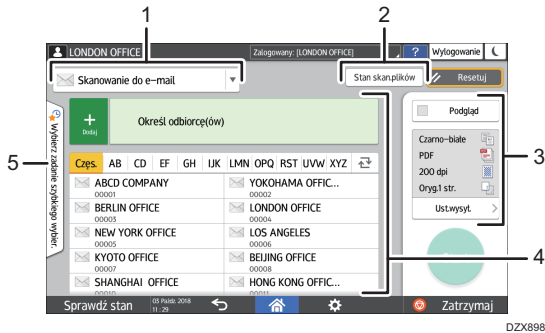 1
2
LONDON OFFICE
Zalogowany: [LONDON OFFICE]
?
Wylogowanie
Skanowanie do e-mail
Stan skan.plików
Resetuj
Dodaj
Określ odbiorcę(ów)
Podgląd
Wybierz zadanie szybkiego wybier.
Częs. AB CD EF GH IJK LMN OPQ RST UVW XYZ
Czarno-białe
PDF
200 dpi
Oryg.1 str.
Ust.wysył.
ABCD COMPANY
00001
YOKOHAMA OFFIC...
00002
BERLIN OFFICE
00003
LONDON OFFICE
00004
NEW YORK OFFICE
00005
LOS ANGELES
00006
KYOTO OFFICE
00007
BEIJING OFFICE
00008
SHANGHAI OFFICE
HONG KONG OFFIC...
3
4
5
Sprawdź stan
03 Paźdz. 2018
11 : 29
Zatrzymaj
DZX898